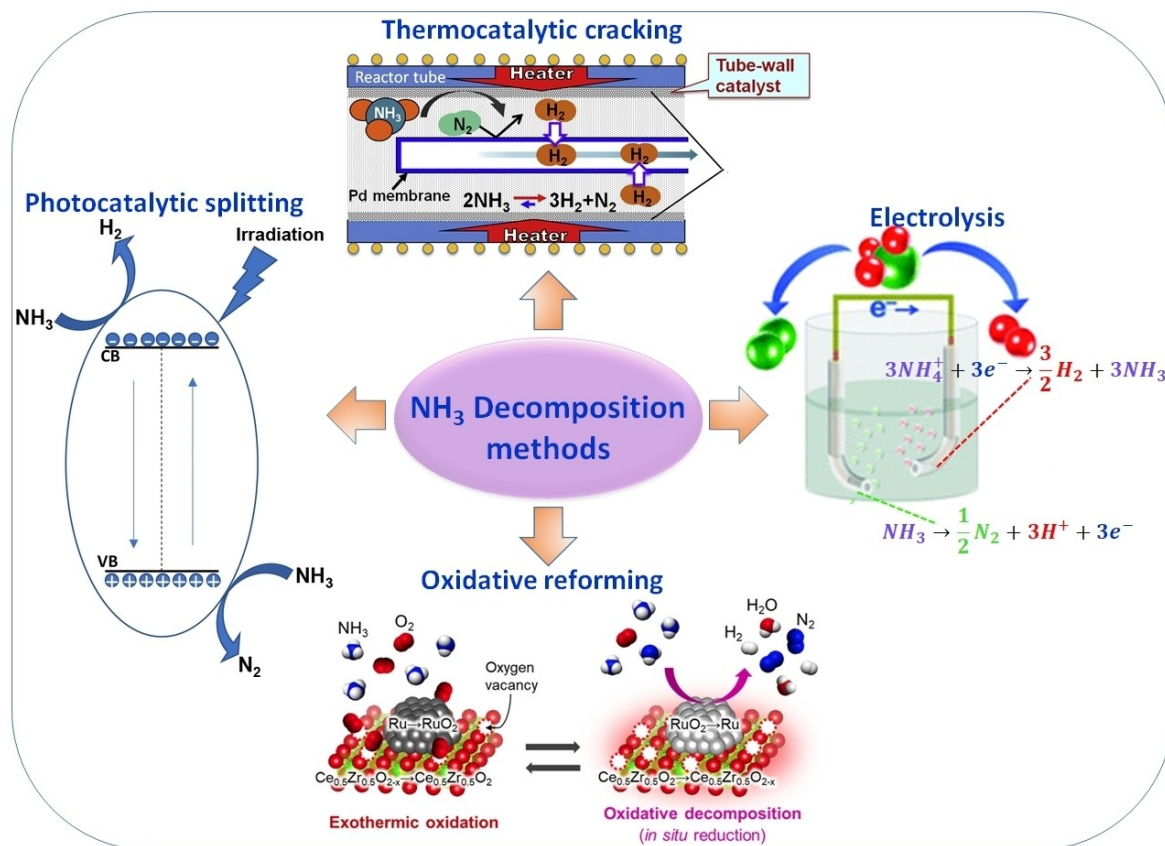 Thermocatalytic cracking
Reactor tube
Heater
Tube-wall
catalyst
NH₃
N₂
H₂
H₂
H₂
H₂
Pd membrane
2NH₃ ⇌ 3H₂+N₂
Heater
Photocatalytic splitting
H₂
Irradiation
NH₃
CB
VB
NH₃
N₂
Electrolysis
e⁻→
3NH₄⁺ + 3e⁻ → 3/2 H₂ + 3NH₃
NH₃ → 1/2 N₂ + 3H⁺ + 3e⁻
NH₃ Decomposition
methods
Oxidative reforming
NH₃
O₂
Oxygen
vacancy
Ru→RuO₂
Ce₀.₅Zr₀.₅O₂₋ₓ→Ce₀.₅Zr₀.₅O₂
Exothermic oxidation
H₂O
H₂
N₂
RuO₂→Ru
Ce₀.₅Zr₀.₅O₂→Ce₀.₅Zr₀.₅O₂₋ₓ
Oxidative decomposition
(in situ reduction)